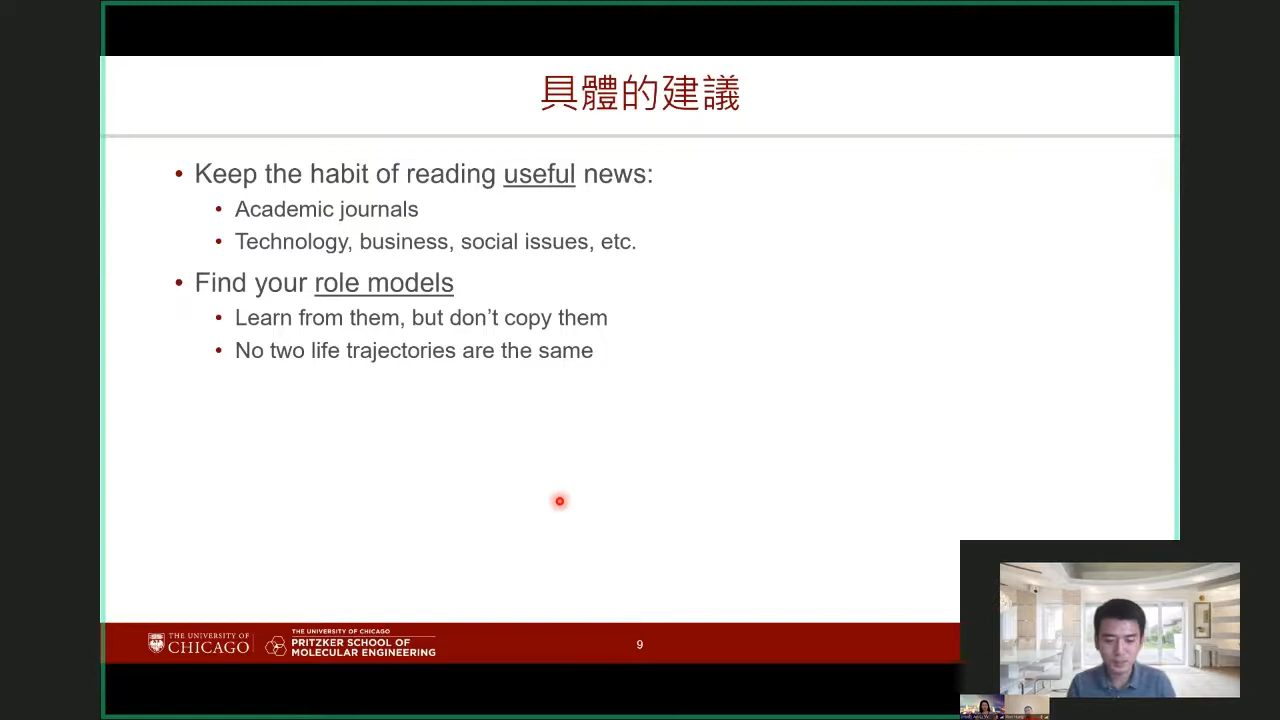 具體的建議
• Keep the habit of reading useful news:
• Academic journals
• Technology, business, social issues, etc.
• Find your role models
• Learn from them, but don’t copy them
• No two life trajectories are the same
THE UNIVERSITY OF
CHICAGO
THE UNIVERSITY OF CHICAGO
PRITZKER SCHOOL OF
MOLECULAR ENGINEERING
9